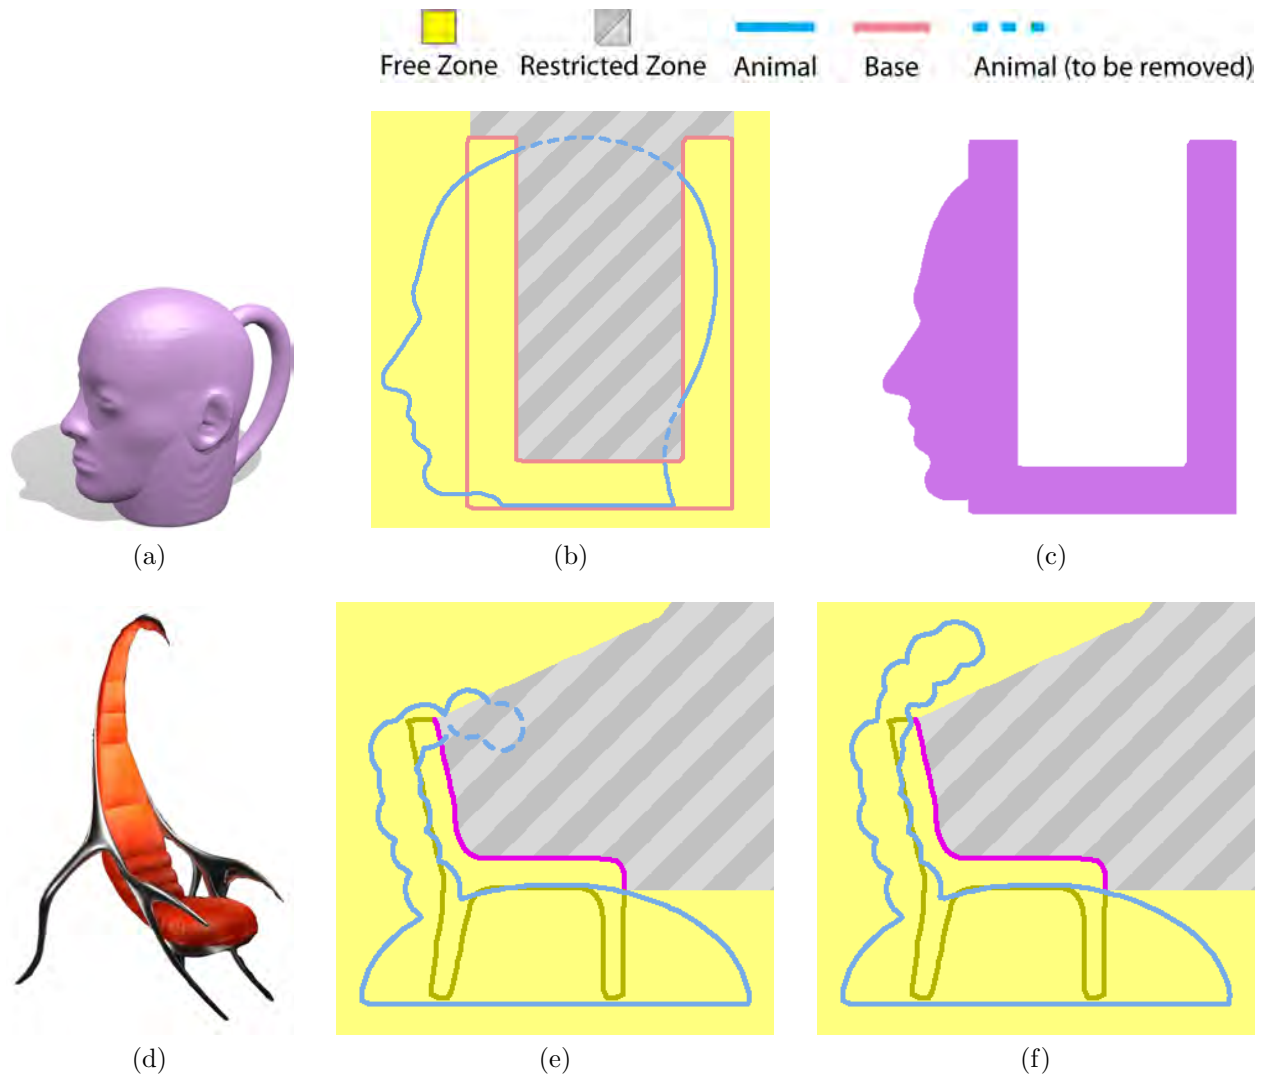 Free Zone Restricted Zone Animal Base Animal (to be removed)
(a) (b) (c)
(d) (e) (f)